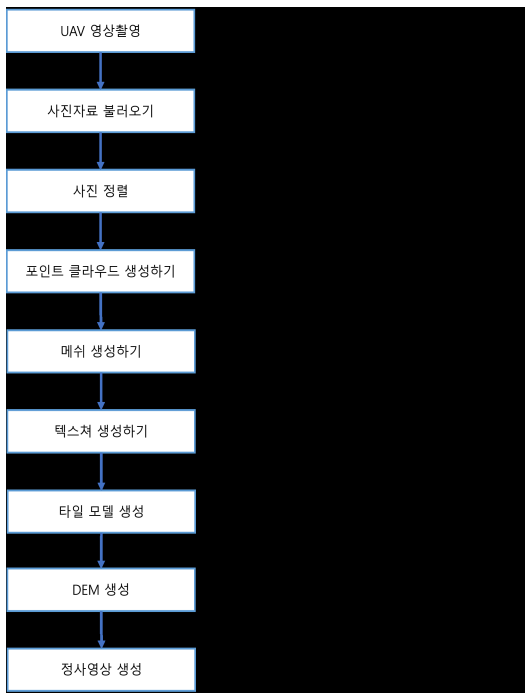 UAV 영상촬영
사진자료 불러오기
사진 정렬
포인트 클라우드 생성하기
메쉬 생성하기
텍스쳐 생성하기
타일 모델 생성
DEM 생성
정사영상 생성